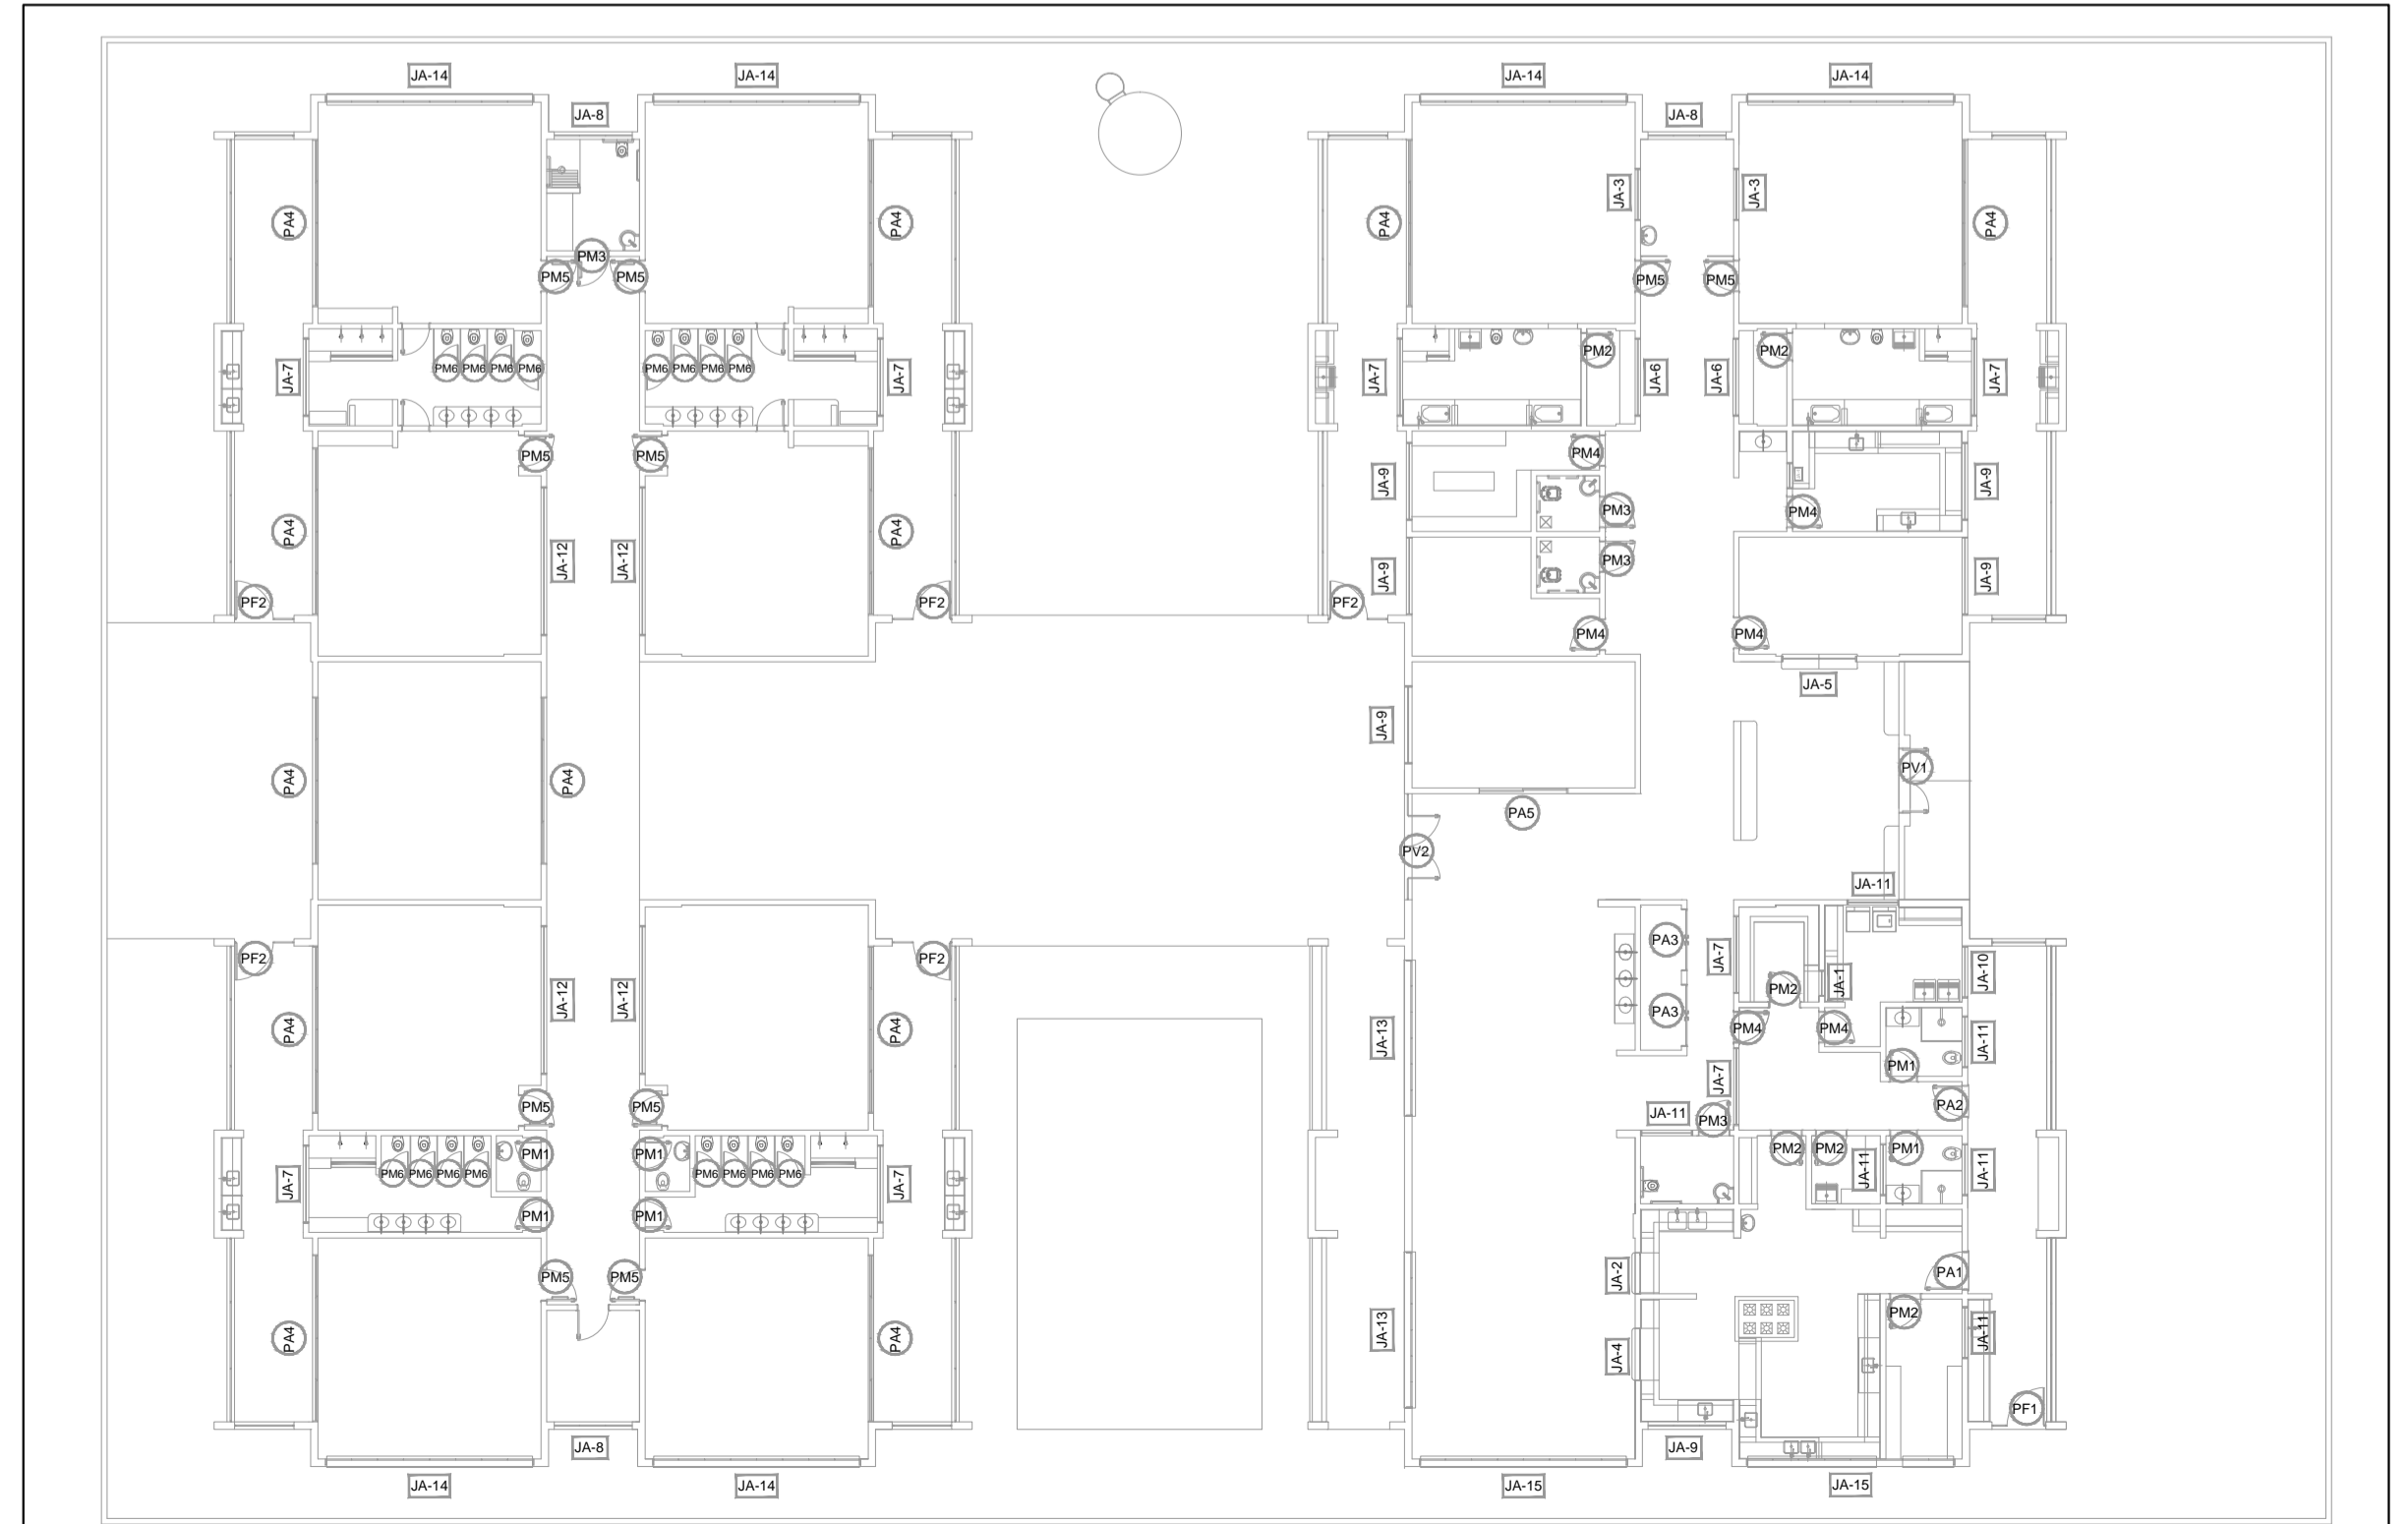 JA-14 JA-14 JA-14 JA-14
JA-8 JA-8
JA-3 JA-3
PA4 PA4 PA4 PA4
PM3
PM5 PM5 PM5 PM5
PM2 PM2
PM6 PM6 PM6 PM6 PM6 PM6 PM6 PM6
JA-7 JA-7 JA-7 JA-6 JA-6 JA-7
PM5 PM5 PM4
JA-9 JA-9
PM3 PM4
PA4 PA4
JA-12 JA-12 PM3
JA-9 JA-9
PF2 PF2 PF2
PM4 PM4
JA-5
JA-9
PA4 PA4 PV1
PA5
PV2
JA-11
PA3
PF2 PF2 JA-7
JA-10
PM2 JA-1
JA-12 JA-12
PA3
PA4 PA4 JA-13 PM4 PM4 JA-11
PM1
JA-7
PM5 PM5 PA2
JA-11 PM3
PM1 PM1 PM2 PM2 PM1
PM6 PM6 PM6 PM6 PM6 PM6 PM6 PM6 JA-11 JA-11
JA-7 JA-7
PM1 PM1
PM5 PM5 JA-2 PA1
PM2
PA4 PA4 JA-13 JA-11
JA-4
PF1
JA-8 JA-9
JA-14 JA-14 JA-15 JA-15